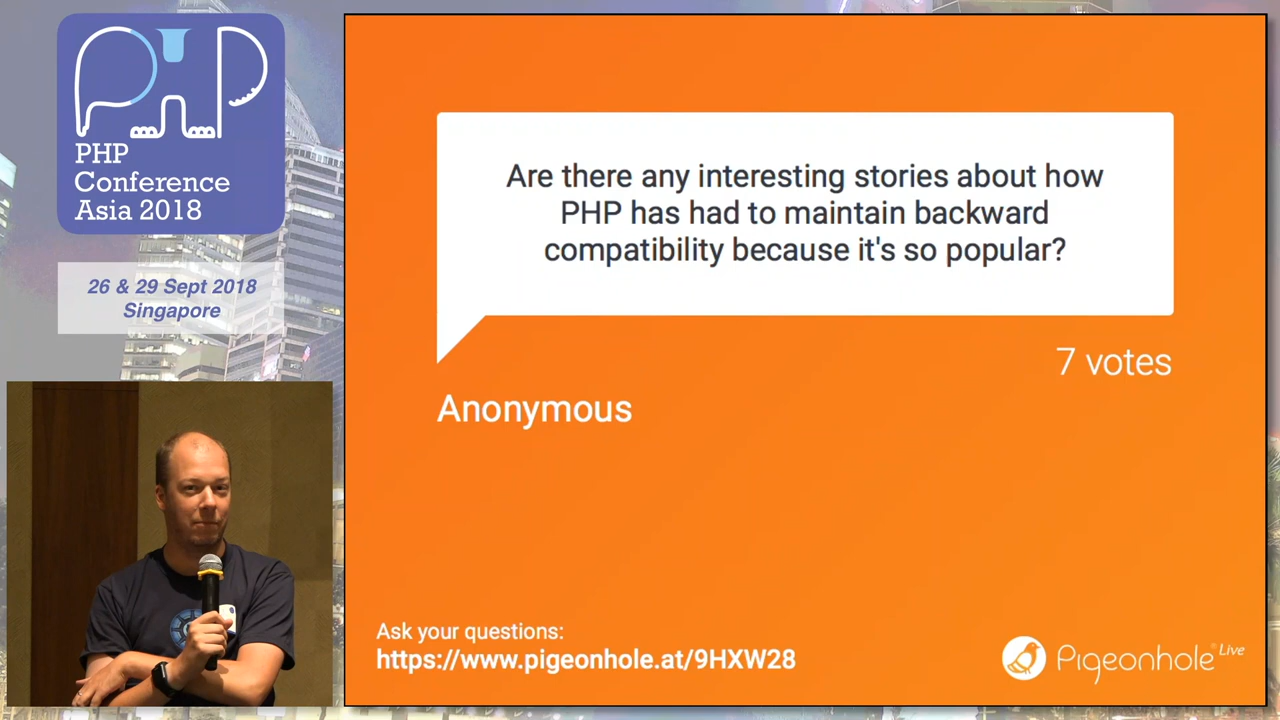 PHP
PHP
Conference
Asia 2018
26 & 29 Sept 2018
Singapore
Are there any interesting stories about how
PHP has had to maintain backward
compatibility because it's so popular?
7 votes
Anonymous
Ask your questions:
https://www.pigeonhole.at/9HXW28
Pigeonhole Live